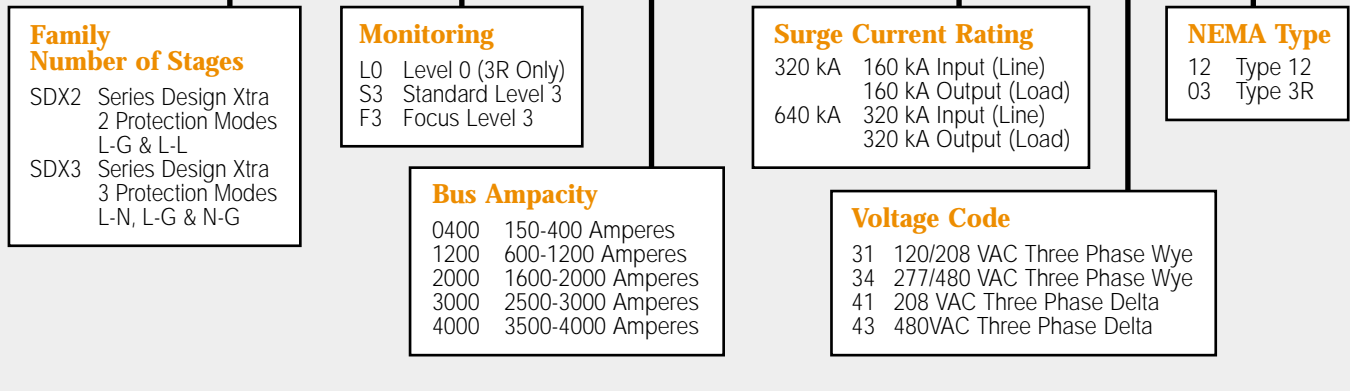 Family
Number of Stages
SDX2 Series Design Xtra
2 Protection Modes
L-G & L-L
SDX3 Series Design Xtra
3 Protection Modes
L-N, L-G & N-G
Monitoring
L0 Level 0 (3R Only)
S3 Standard Level 3
F3 Focus Level 3
Bus Ampacity
0400 150-400 Amperes
1200 600-1200 Amperes
2000 1600-2000 Amperes
3000 2500-3000 Amperes
4000 3500-4000 Amperes
Surge Current Rating
320 kA 160 kA Input (Line)
160 kA Output (Load)
640 kA 320 kA Input (Line)
320 kA Output (Load)
Voltage Code
31 120/208 VAC Three Phase Wye
34 277/480 VAC Three Phase Wye
41 208 VAC Three Phase Delta
43 480VAC Three Phase Delta
NEMA Type
12 Type 12
03 Type 3R